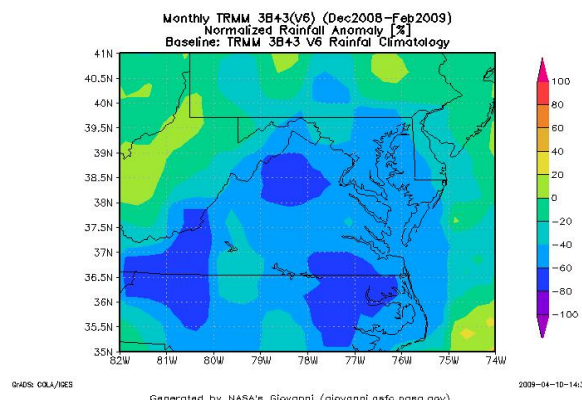 Monthly TRMM 3B43(V6) (Dec2008-Feb2009)
Normalized Rainfall Anomaly [%]
Baseline: TRMM 3B43 V6 Rainfal Climatology
41N
40.5N
40N
39.5N
39N
38.5N
38N
37.5N
37N
36.5N
36N
35.5N
35N
82W 81W 80W 79W 78W 77W 76W 75W 74W
100
80
60
40
20
0
-20
-40
-60
-80
-100
GrADS: COLA/IGES
2009-04-10-14:
Generated by NASA's Giovanni (giovanni.gsfc.nasa.gov)